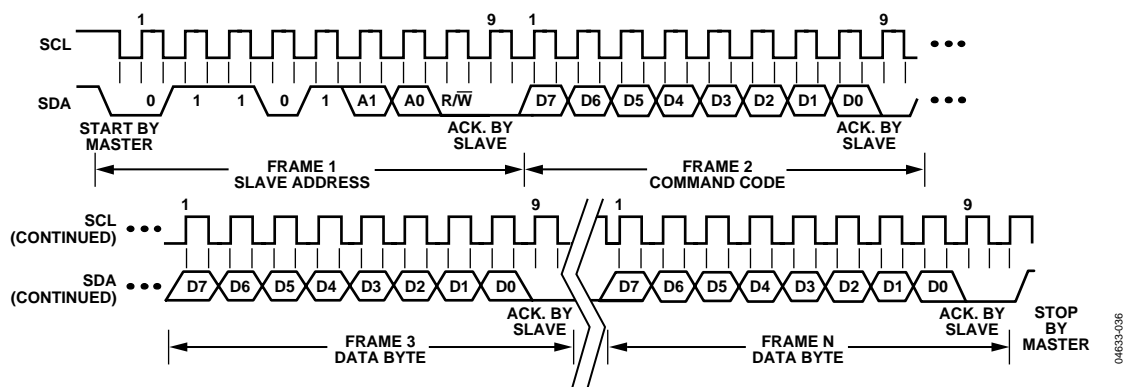 1 9 1 9
SCL
SDA 0 1 1 0 1 A1 A0 R/W̅ D7 D6 D5 D4 D3 D2 D1 D0
START BY
MASTER
ACK. BY
SLAVE
ACK. BY
SLAVE
FRAME 1
SLAVE ADDRESS
FRAME 2
COMMAND CODE
1 9 1 9
SCL
(CONTINUED)
SDA
(CONTINUED)
D7 D6 D5 D4 D3 D2 D1 D0 D7 D6 D5 D4 D3 D2 D1 D0
ACK. BY
SLAVE
ACK. BY
SLAVE
STOP
BY
MASTER
FRAME 3
DATA BYTE
FRAME N
DATA BYTE
04633-036